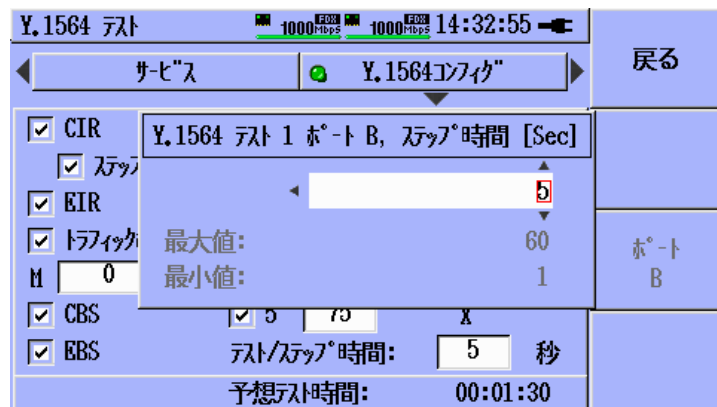 Y.1564 ﾃｽﾄ 1000 FDX Mbps 1000 FDX Mbps 14:32:55
戻る
ｻｰﾋﾞｽ Y.1564ｺﾝﾌｨｸﾞ
CIR
Y.1564 ﾃｽﾄ 1 ﾎﾟｰﾄ B, ｽﾃｯﾌﾟ時間 [Sec]
ｽﾃｯﾌ
5
EIR
ﾄﾗﾌｨｯｸ
最大値: 60
ﾎﾟｰﾄ
B
M 0
最小値: 1
CBS 5 75
EBS ﾃｽﾄ/ｽﾃｯﾌﾟ時間: 5 秒
予想ﾃｽﾄ時間: 00:01:30